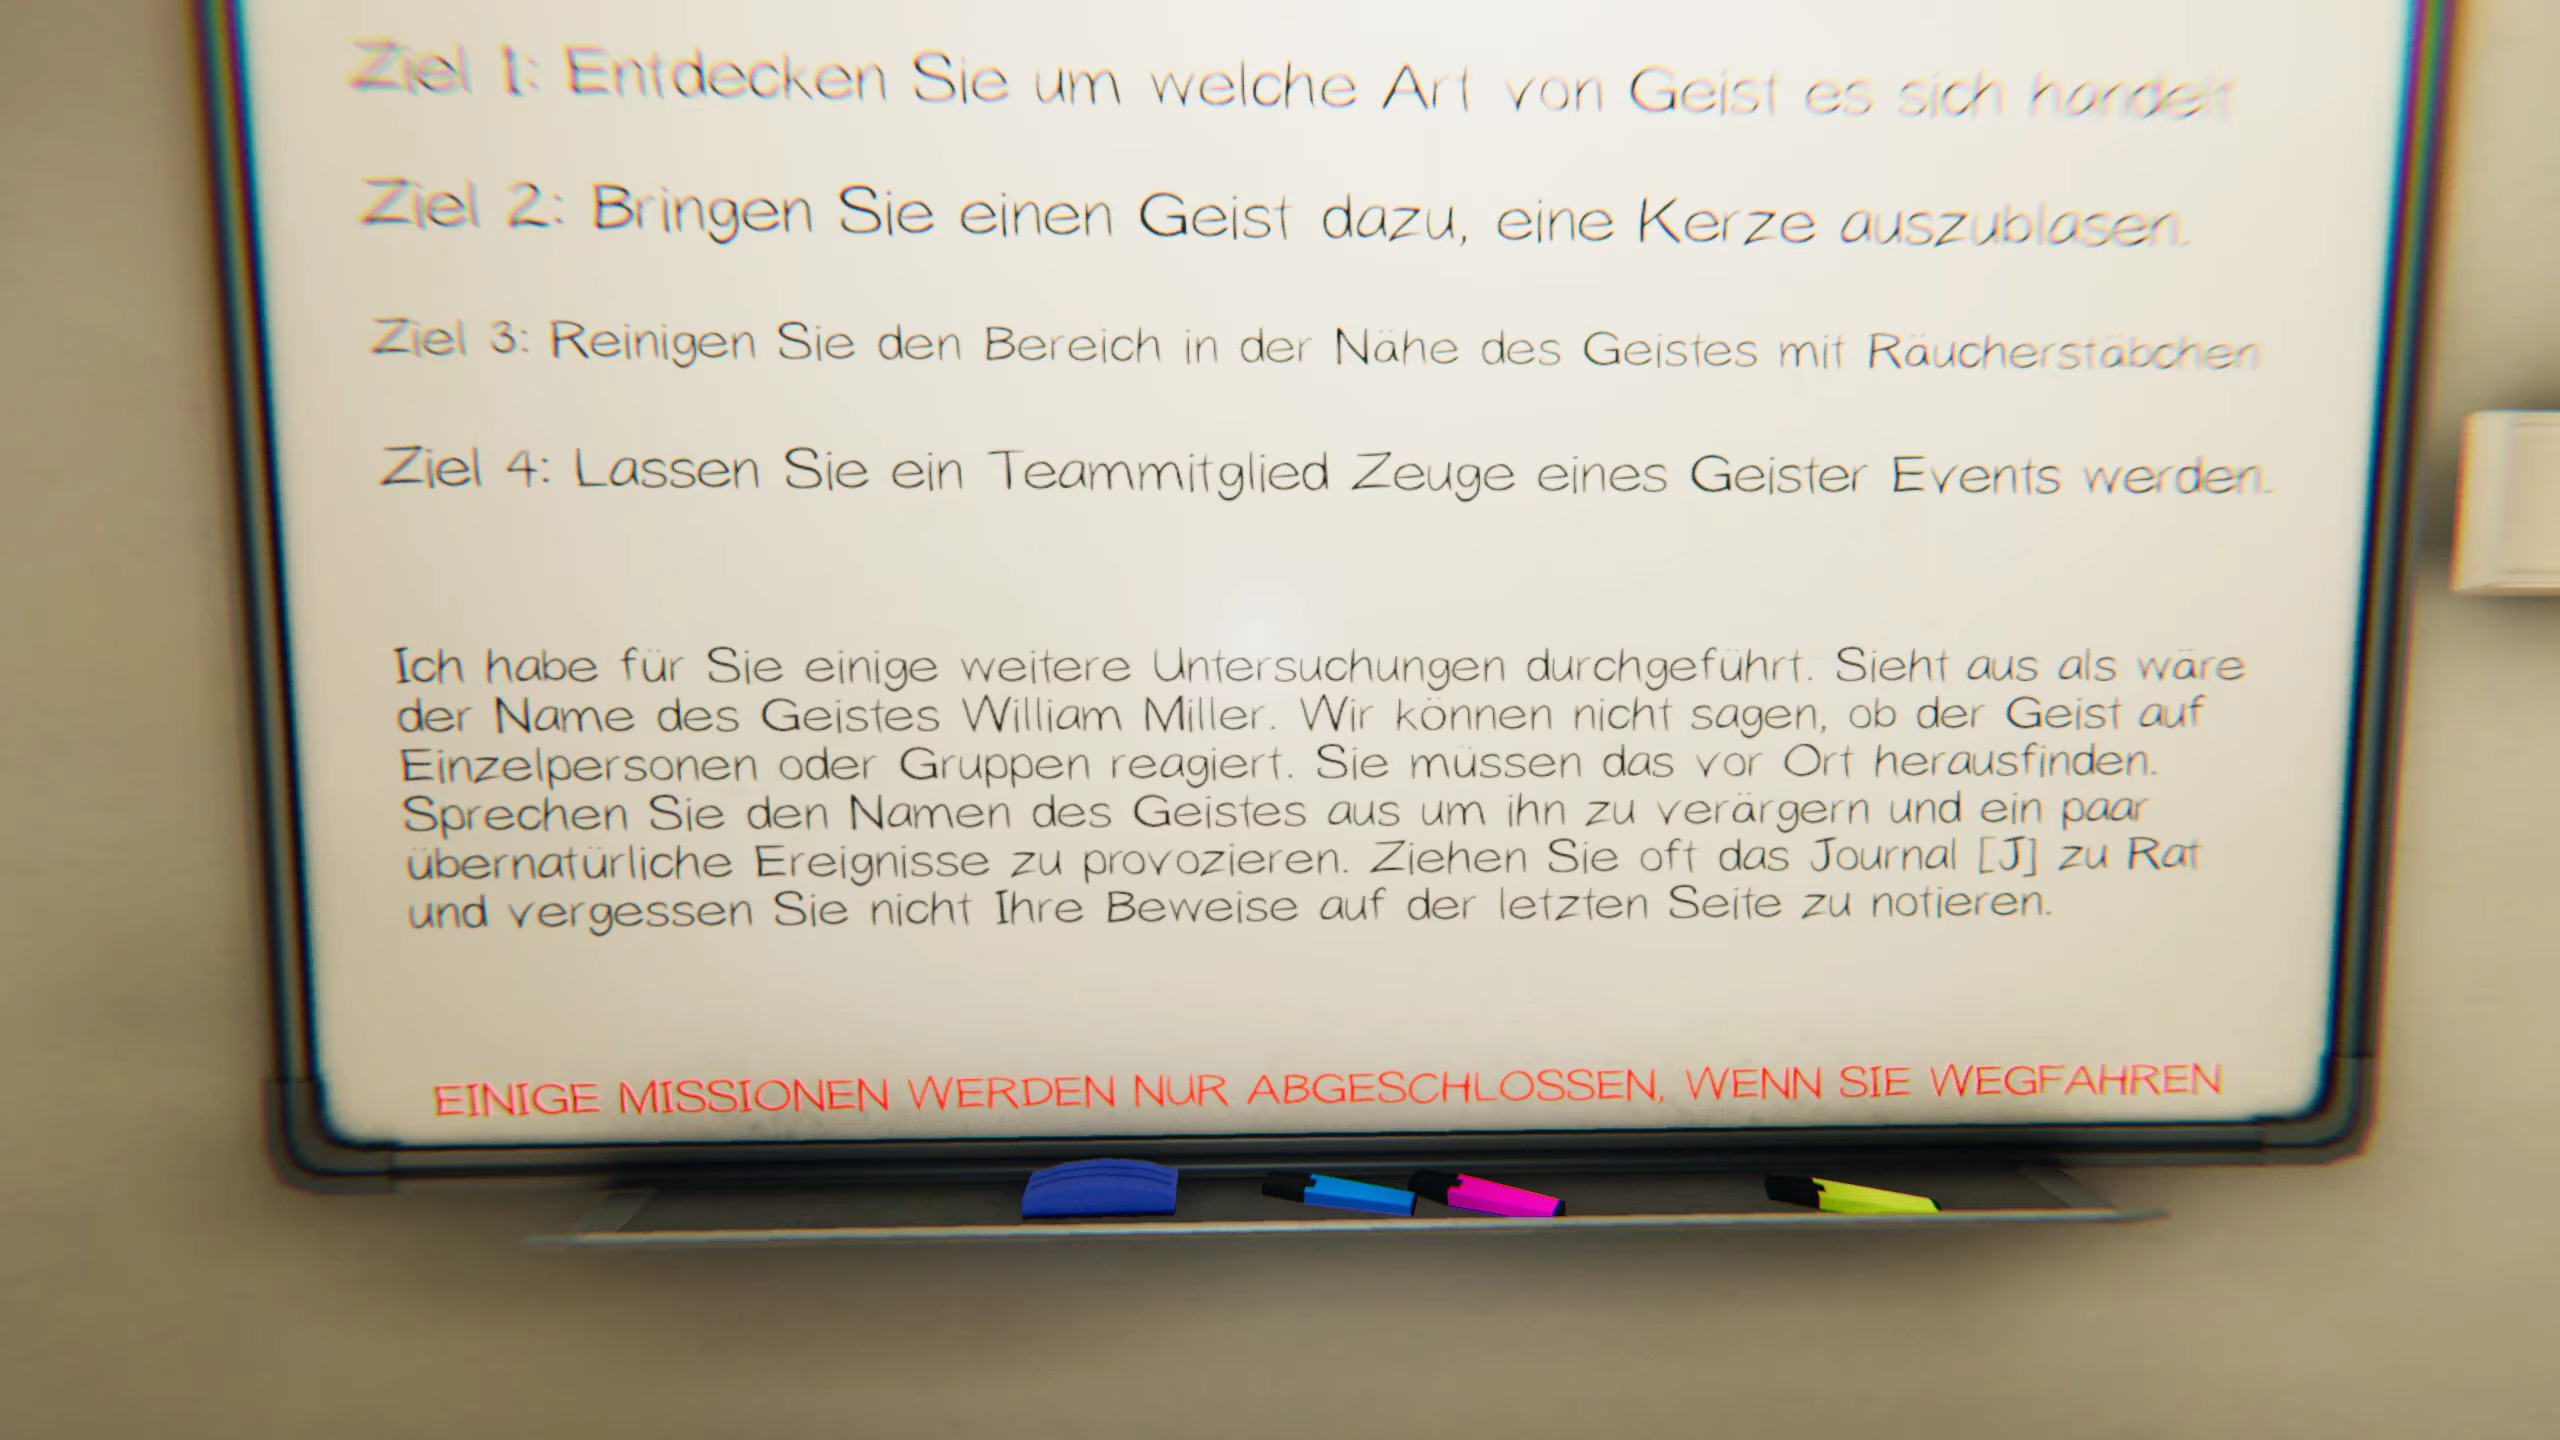 Ziel 1: Entdecken Sie um welche Art von Geist es sich handelt
Ziel 2: Bringen Sie einen Geist dazu, eine Kerze auszublasen.
Ziel 3: Reinigen Sie den Bereich in der Nähe des Geistes mit Räucherstäbchen
Ziel 4: Lassen Sie ein Teammitglied Zeuge eines Geister Events werden.
Ich habe für Sie einige weitere Untersuchungen durchgeführt. Sieht aus als wäre
der Name des Geistes William Miller. Wir können nicht sagen, ob der Geist auf
Einzelpersonen oder Gruppen reagiert. Sie müssen das vor Ort herausfinden.
Sprechen Sie den Namen des Geistes aus um ihn zu verärgern und ein paar
übernatürliche Ereignisse zu provozieren. Ziehen Sie oft das Journal [J] zu Rat
und vergessen Sie nicht Ihre Beweise auf der letzten Seite zu notieren.
EINIGE MISSIONEN WERDEN NUR ABGESCHLOSSEN, WENN SIE WEGFAHREN